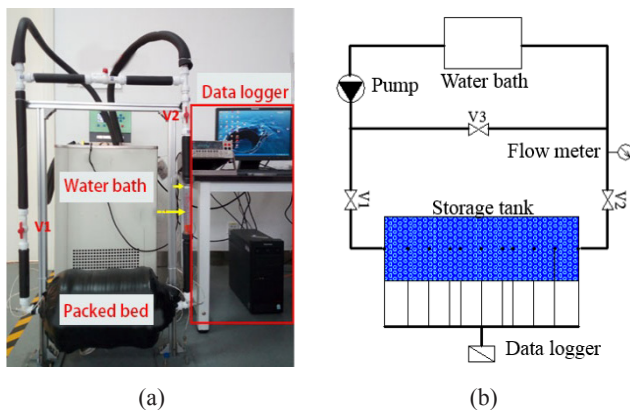 Data logger
V2
Water bath
V1
Packed bed
Water bath
Pump
V3
Flow meter
V1
V2
Storage tank
Data logger
(a)
(b)